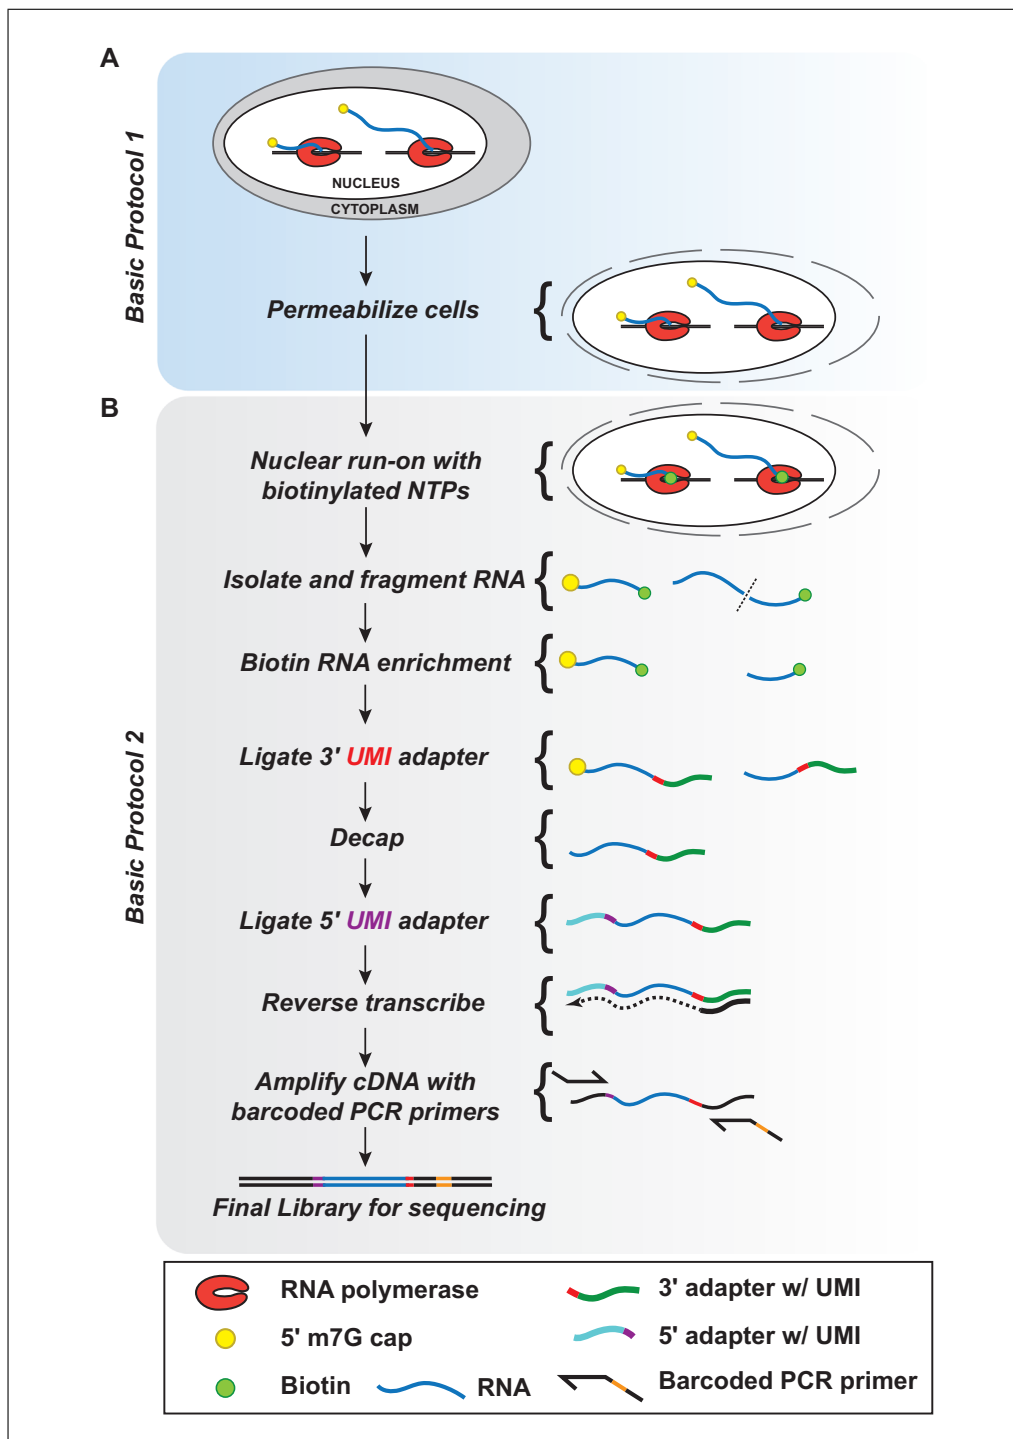 A
Basic Protocol 1
NUCLEUS
CYTOPLASM
Permeabilize cells
B
Basic Protocol 2
Nuclear run-on with
biotinylated NTPs
Isolate and fragment RNA
Biotin RNA enrichment
Ligate 3' UMI adapter
Decap
Ligate 5' UMI adapter
Reverse transcribe
Amplify cDNA with
barcoded PCR primers
Final Library for sequencing
RNA polymerase
3' adapter w/ UMI
5' m7G cap
5' adapter w/ UMI
Biotin
RNA
Barcoded PCR primer